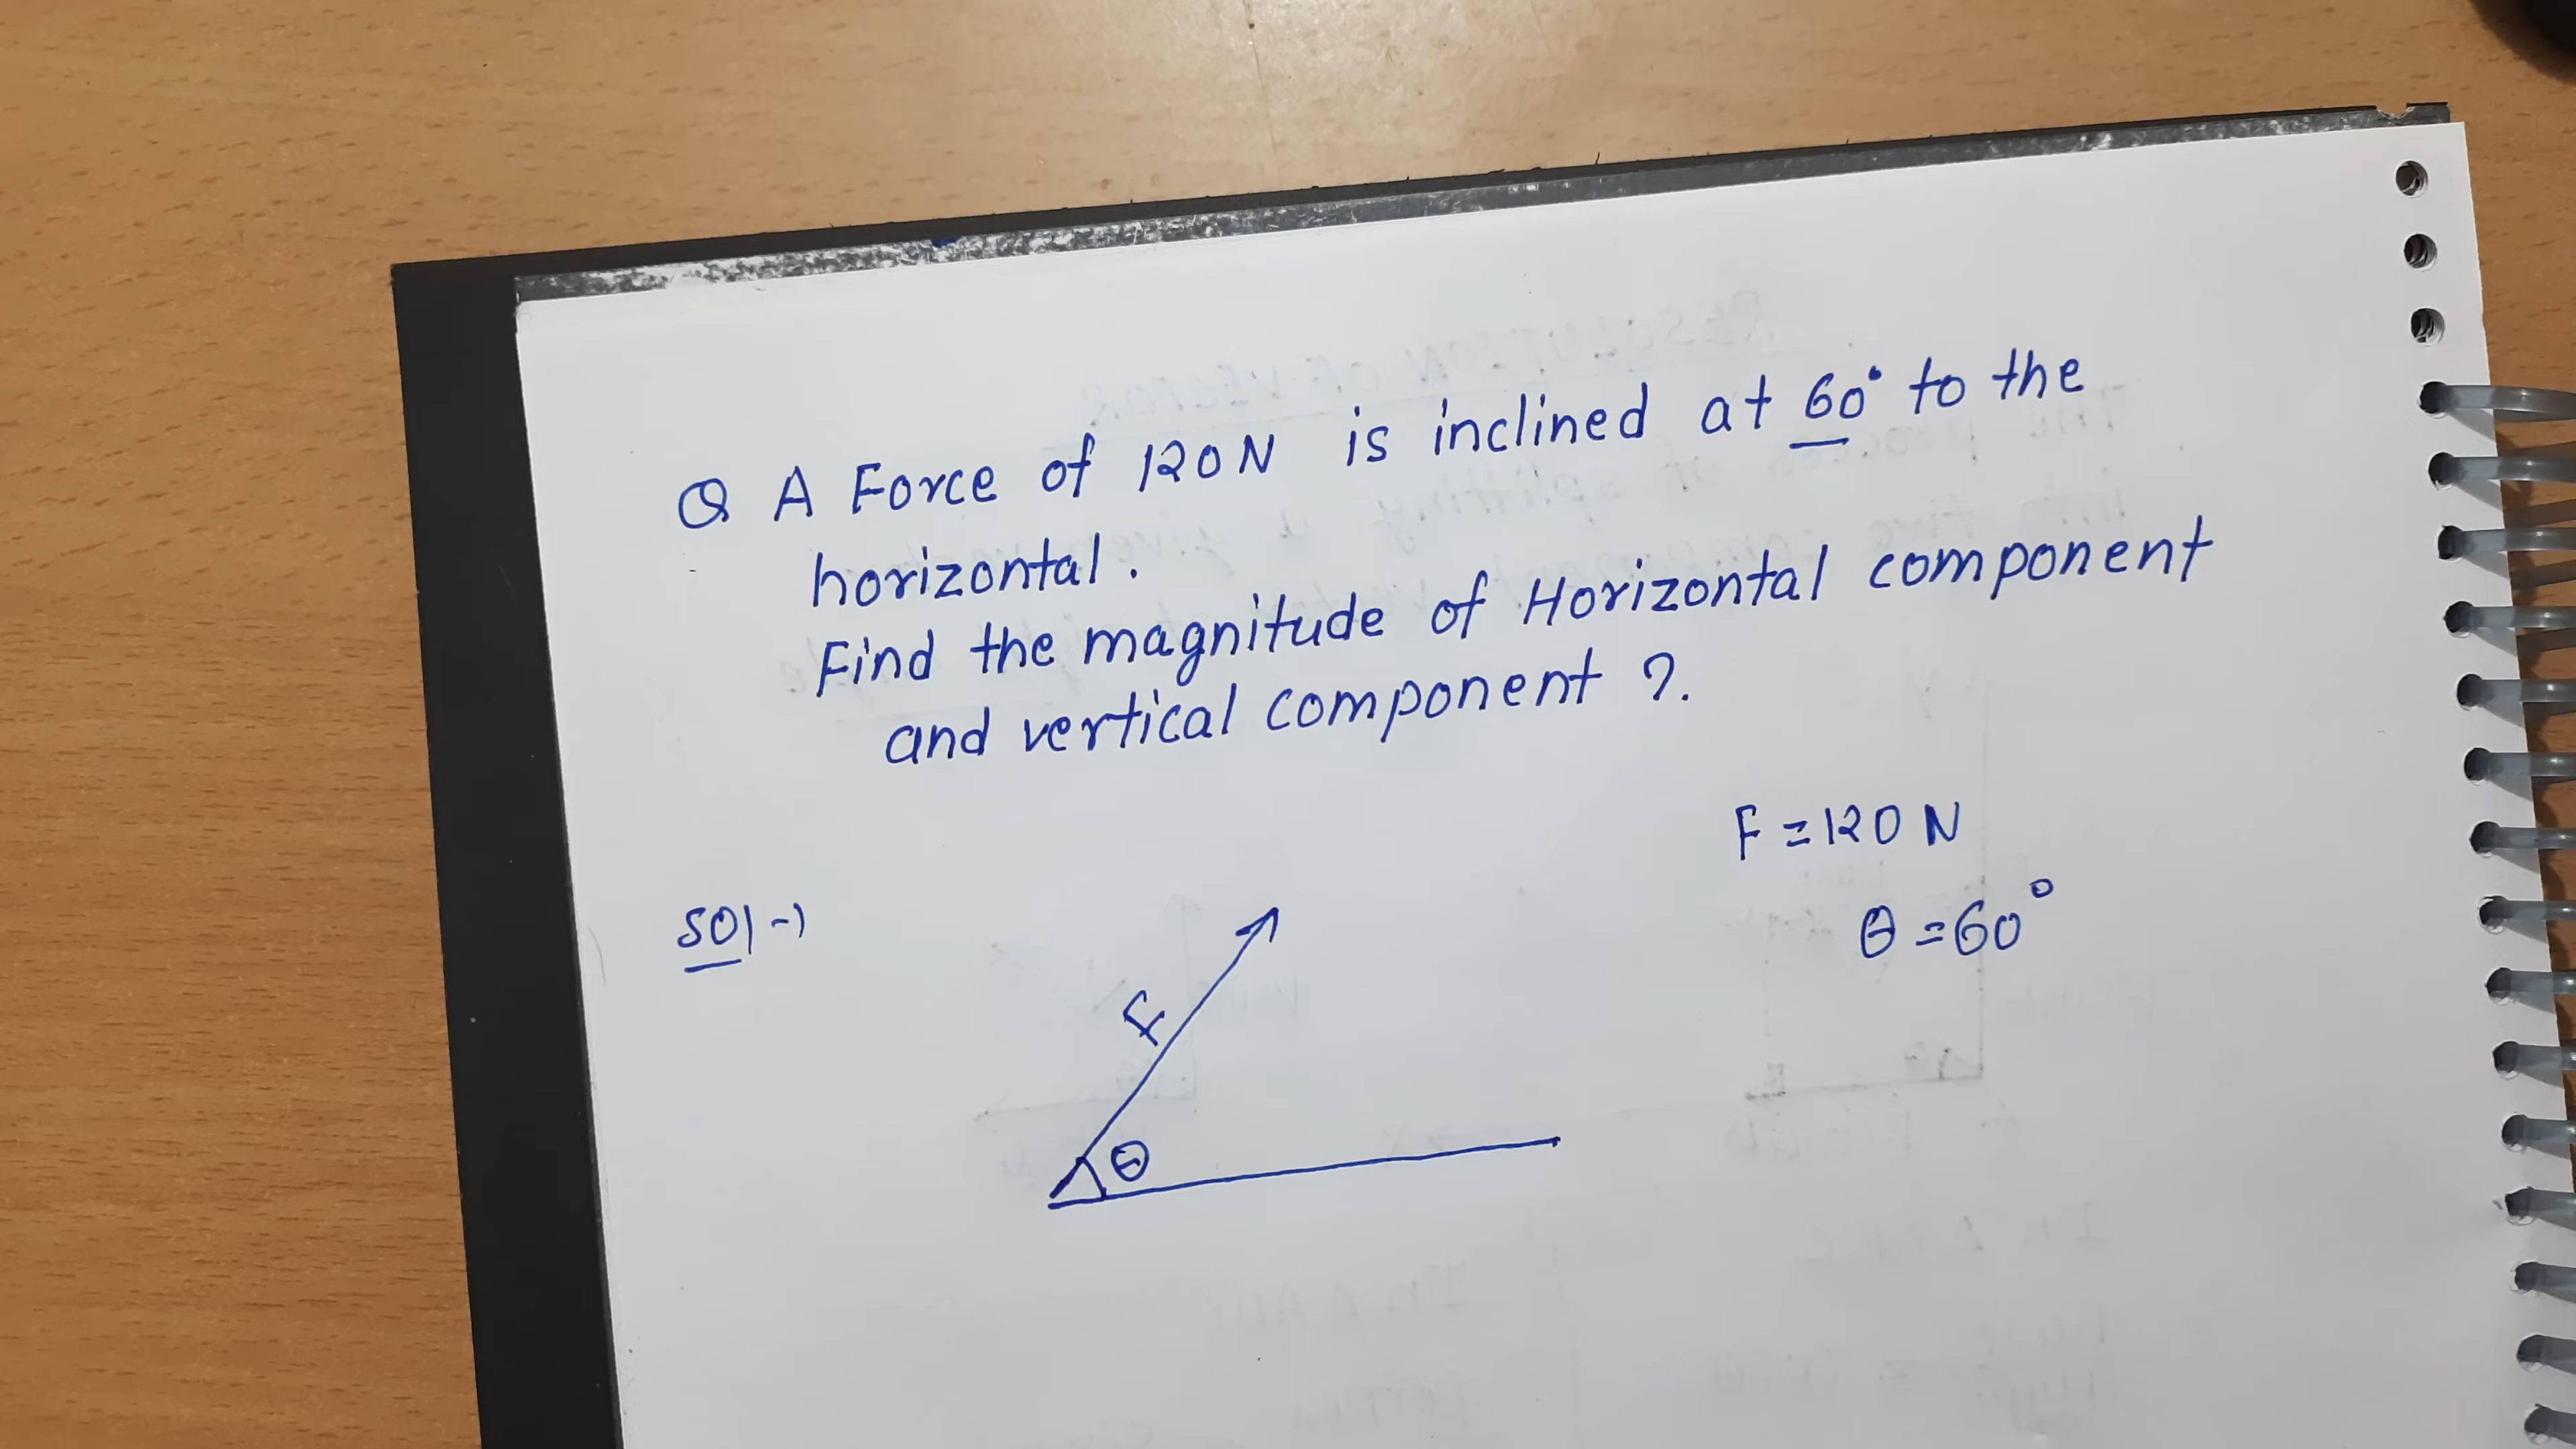 Q A Force of 120N is inclined at 60° to the
horizontal.
Find the magnitude of Horizontal component
and vertical component ?.
F = 120 N
θ = 60°
sol -)
F
θ